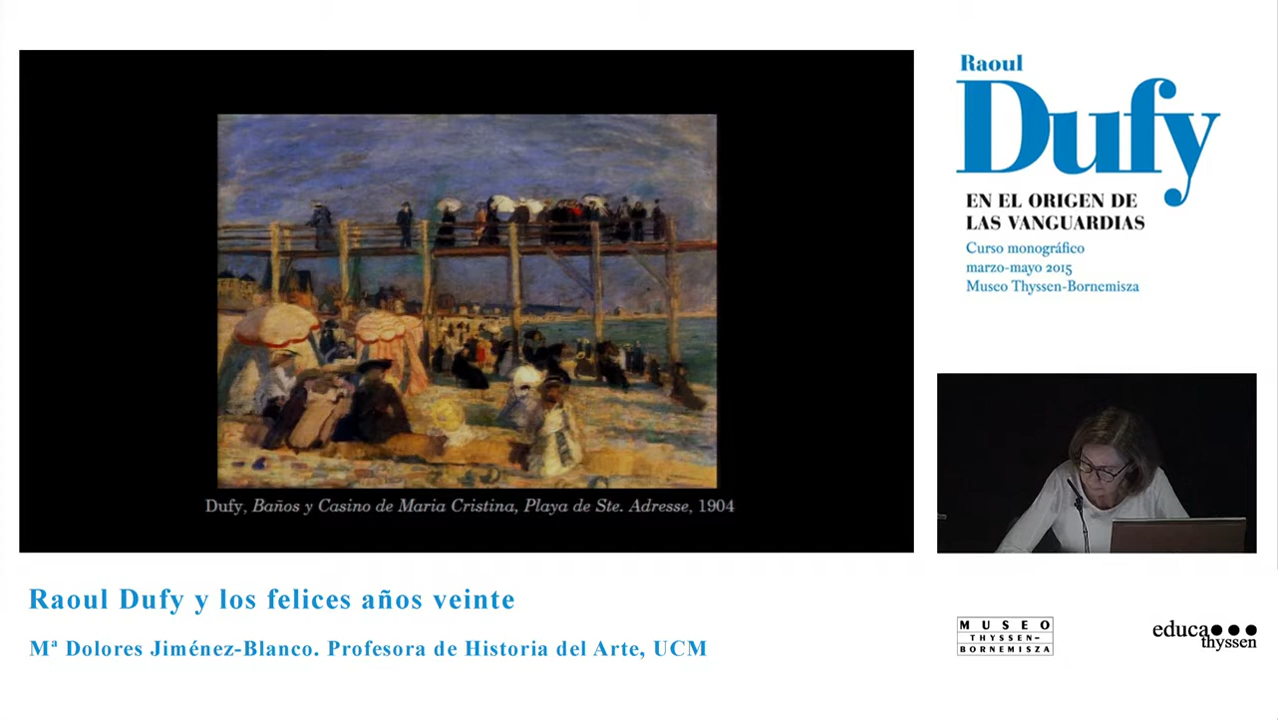 Raoul
Dufy
EN EL ORIGEN DE
LAS VANGUARDIAS
Curso monográfico
marzo-mayo 2015
Museo Thyssen-Bornemisza
Dufy, Baños y Casino de Maria Cristina, Playa de Ste. Adresse, 1904
Raoul Dufy y los felices años veinte
Mª Dolores Jiménez-Blanco. Profesora de Historia del Arte, UCM
MUSEO
THYSSEN-
BORNEMISZA
educa
thyssen